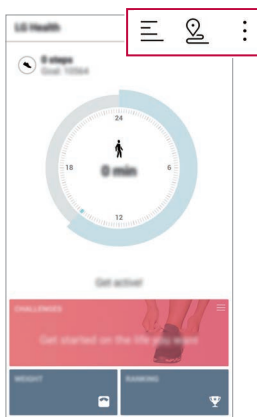 LG Health
0 steps
Goal: 10564
24
18
6
0 min
12
Get active!
CHALLENGES
Get started on the life you want
WEIGHT
RANKING